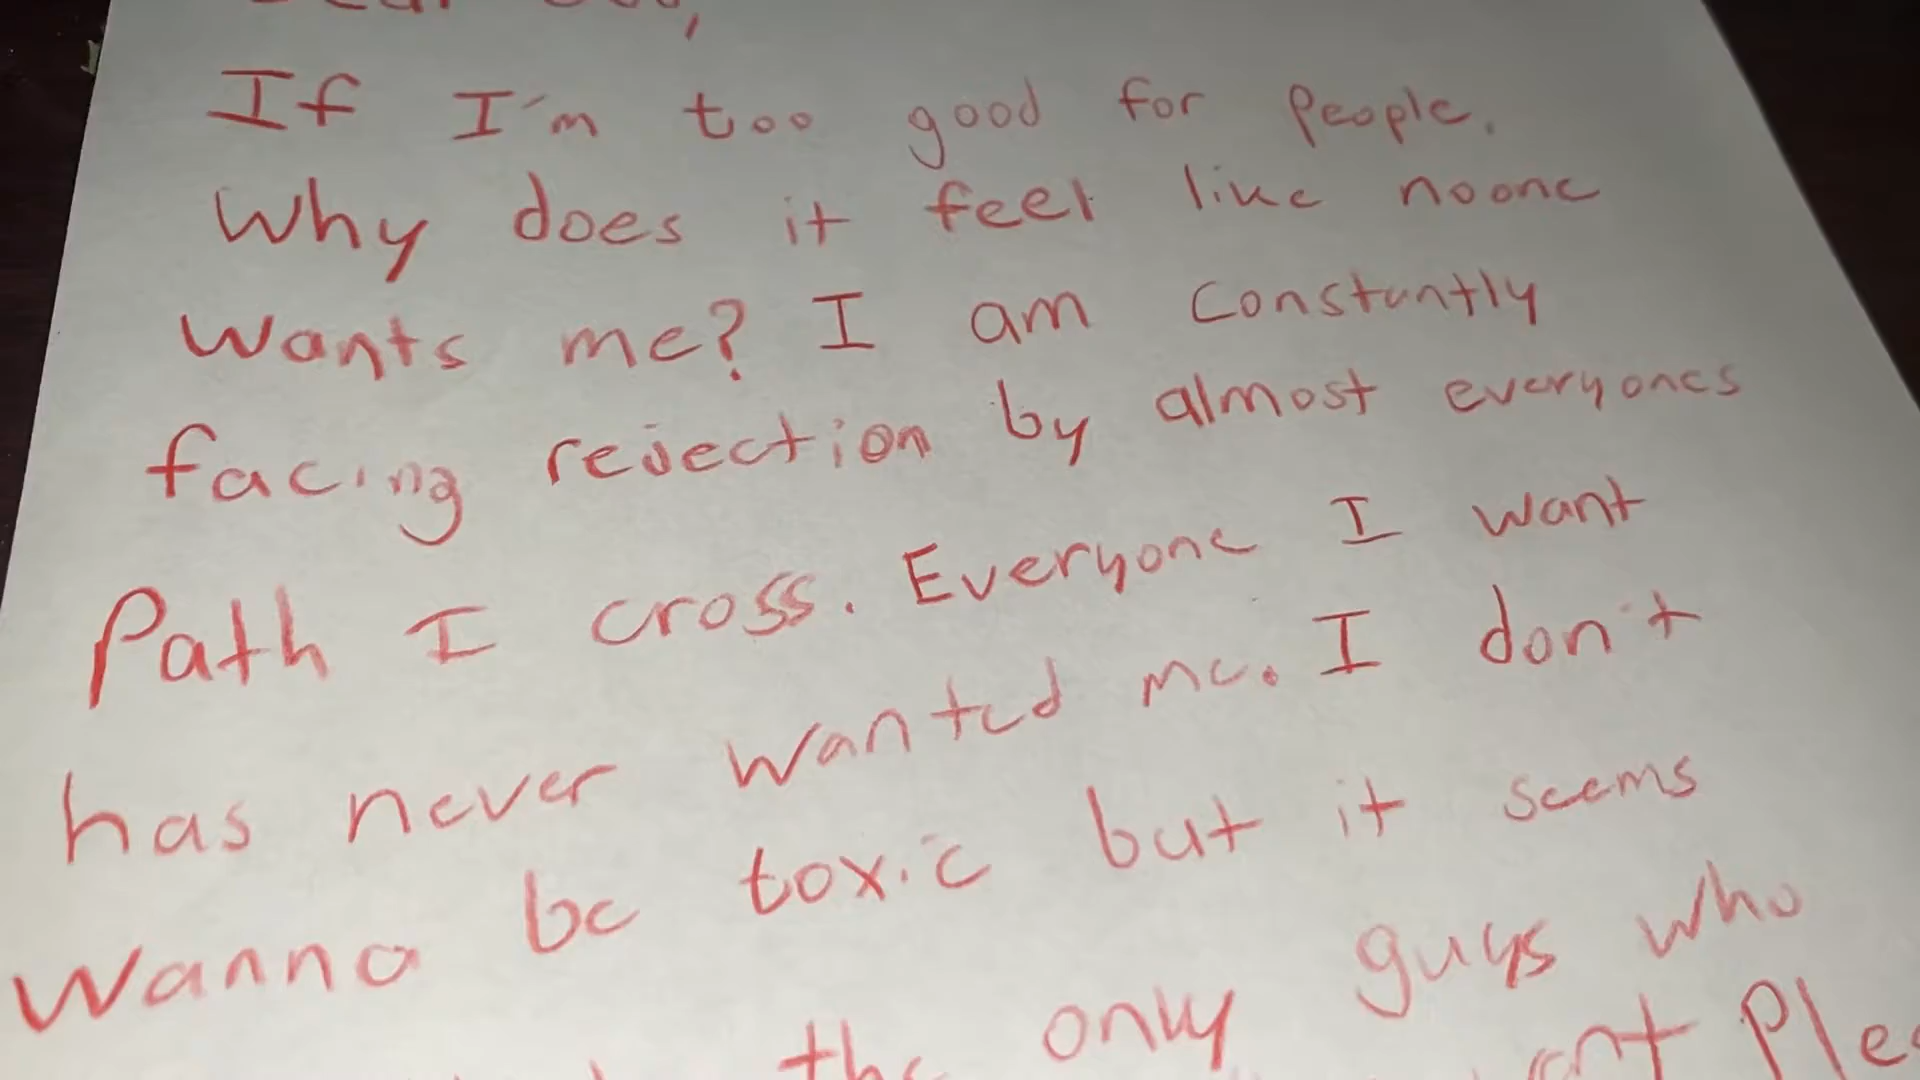 If I'm too good for people.
Why does it feel like noone
wants me? I am constantly
facing rejection by almost everyones
Path I cross. Everyone I want
has never wanted me. I don't
wanna be toxic but it seems
the only guys who